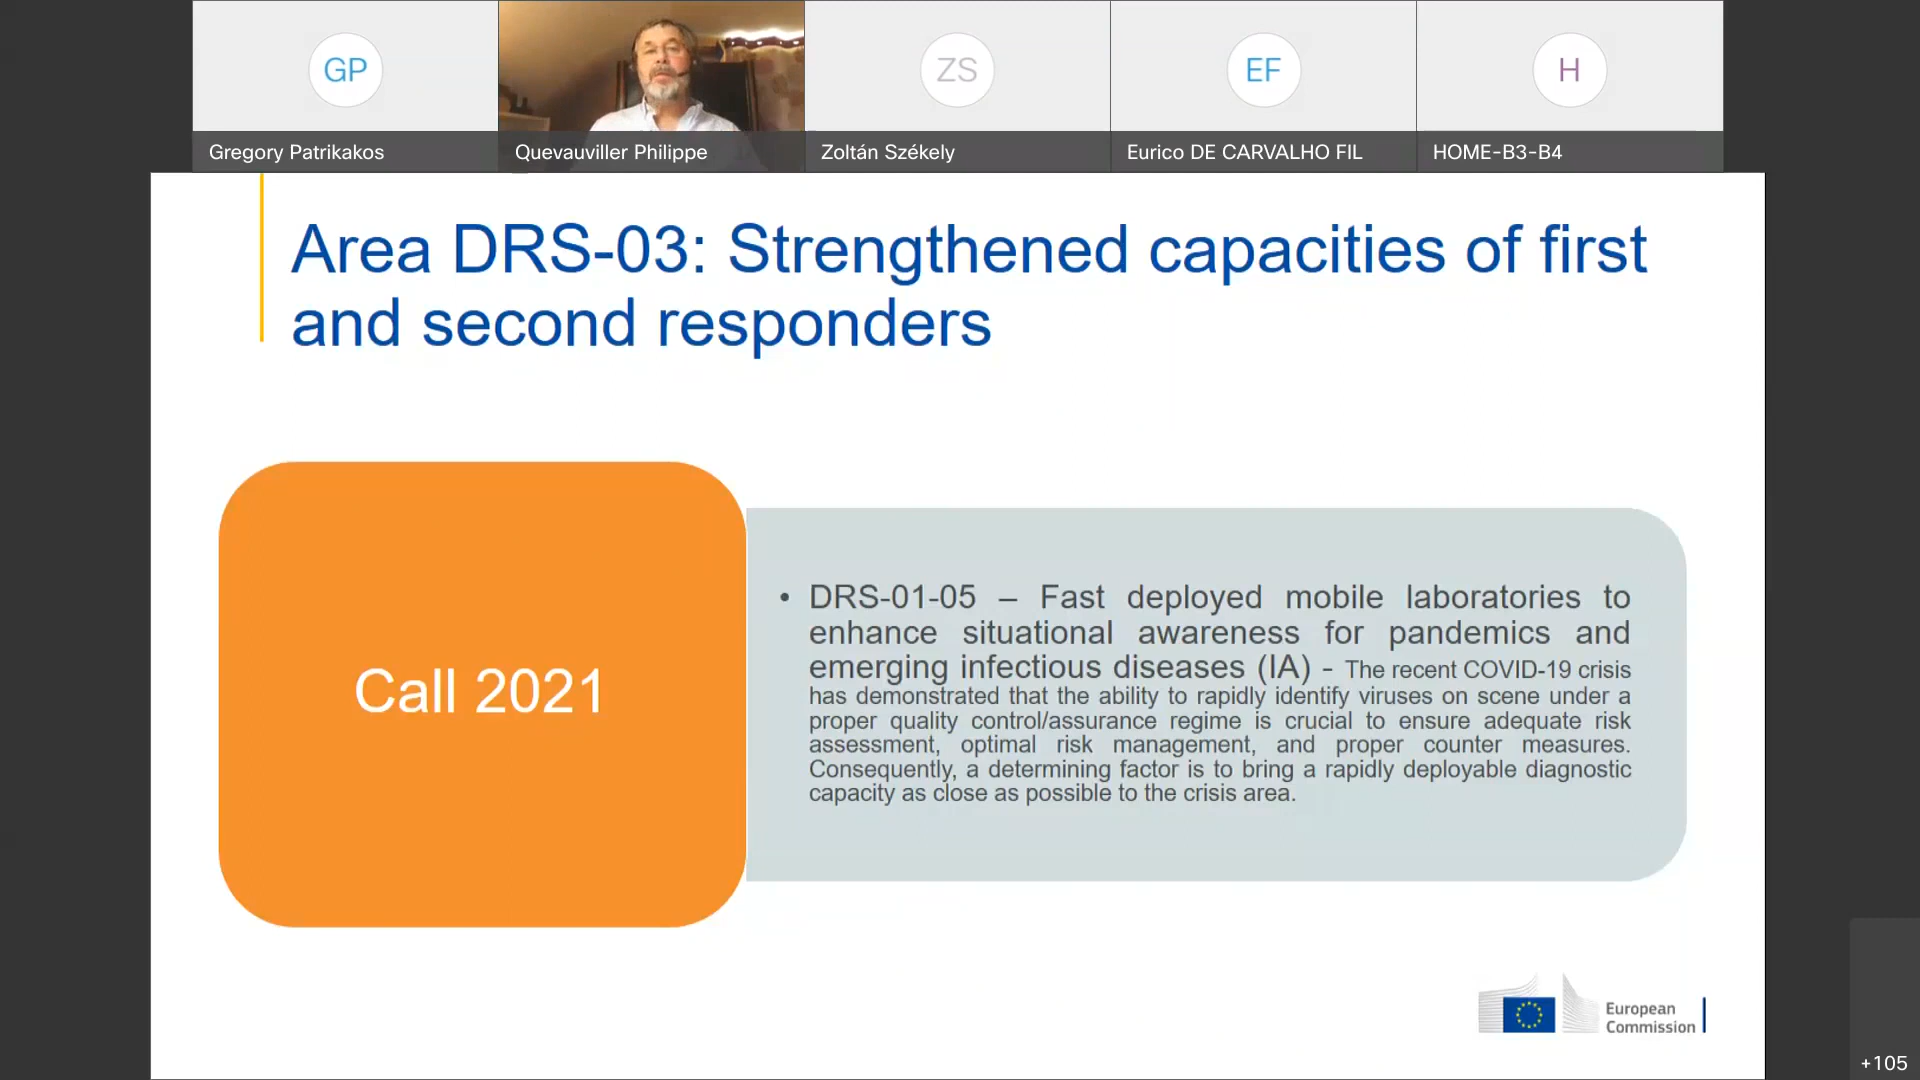 GP
ZS
EF
H
Gregory Patrikakos
Quevauviller Philippe
Zoltán Székely
Eurico DE CARVALHO FIL
HOME-B3-B4
Area DRS-03: Strengthened capacities of first
and second responders
Call 2021
• DRS-01-05 – Fast deployed mobile laboratories to
enhance situational awareness for pandemics and
emerging infectious diseases (IA) - The recent COVID-19 crisis
has demonstrated that the ability to rapidly identify viruses on scene under a
proper quality control/assurance regime is crucial to ensure adequate risk
assessment, optimal risk management, and proper counter measures.
Consequently, a determining factor is to bring a rapidly deployable diagnostic
capacity as close as possible to the crisis area.
European
Commission
+105